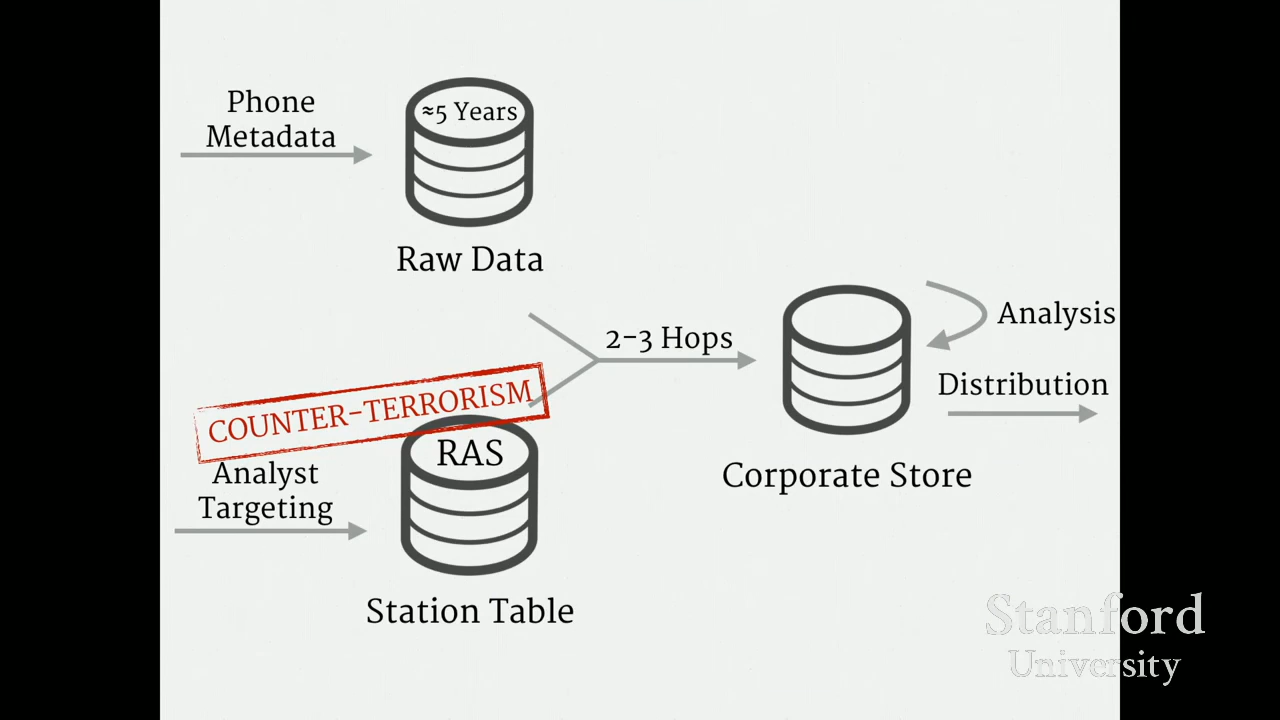 Phone
Metadata
≈5 Years
Raw Data
2-3 Hops
Analysis
Distribution
Corporate Store
COUNTER-TERRORISM
RAS
Analyst
Targeting
Station Table
Stanford
University